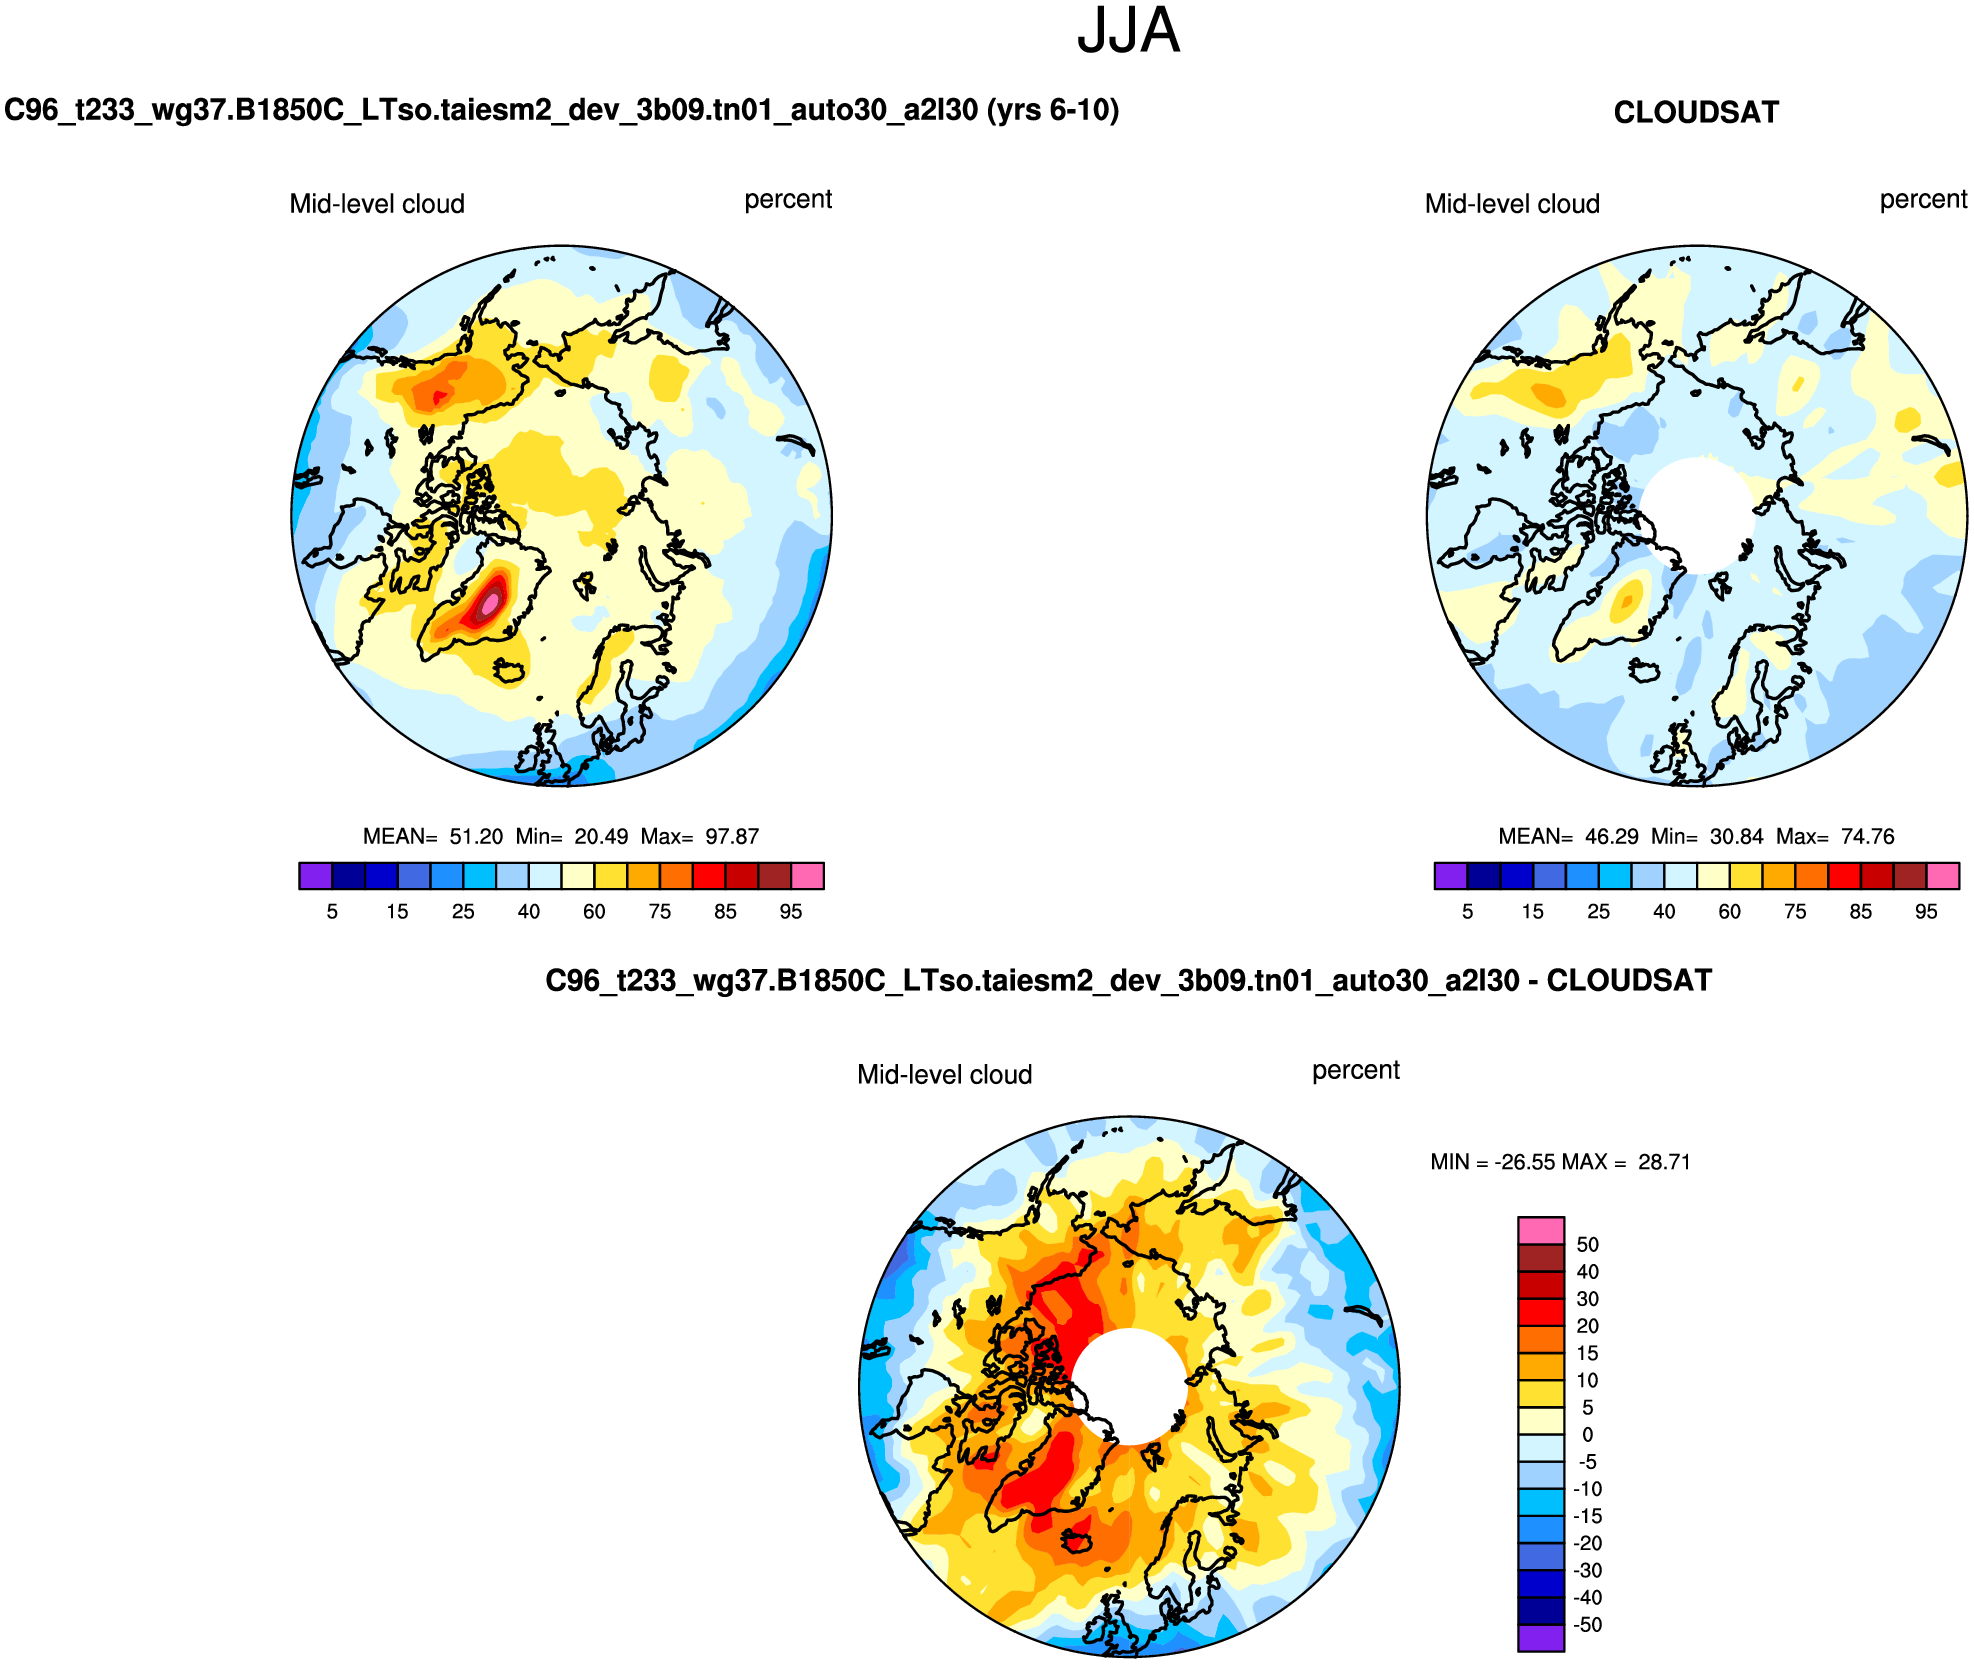 JJA
C96_t233_wg37.B1850C_LTso.taiesm2_dev_3b09.tn01_auto30_a2l30 (yrs 6-10)
CLOUDSAT
Mid-level cloud percent
Mid-level cloud percent
MEAN= 51.20 Min= 20.49 Max= 97.87
MEAN= 46.29 Min= 30.84 Max= 74.76
5 15 25 40 60 75 85 95
5 15 25 40 60 75 85 95
C96_t233_wg37.B1850C_LTso.taiesm2_dev_3b09.tn01_auto30_a2l30 - CLOUDSAT
Mid-level cloud percent
MIN = -26.55 MAX = 28.71
50
40
30
20
15
10
5
0
-5
-10
-15
-20
-30
-40
-50